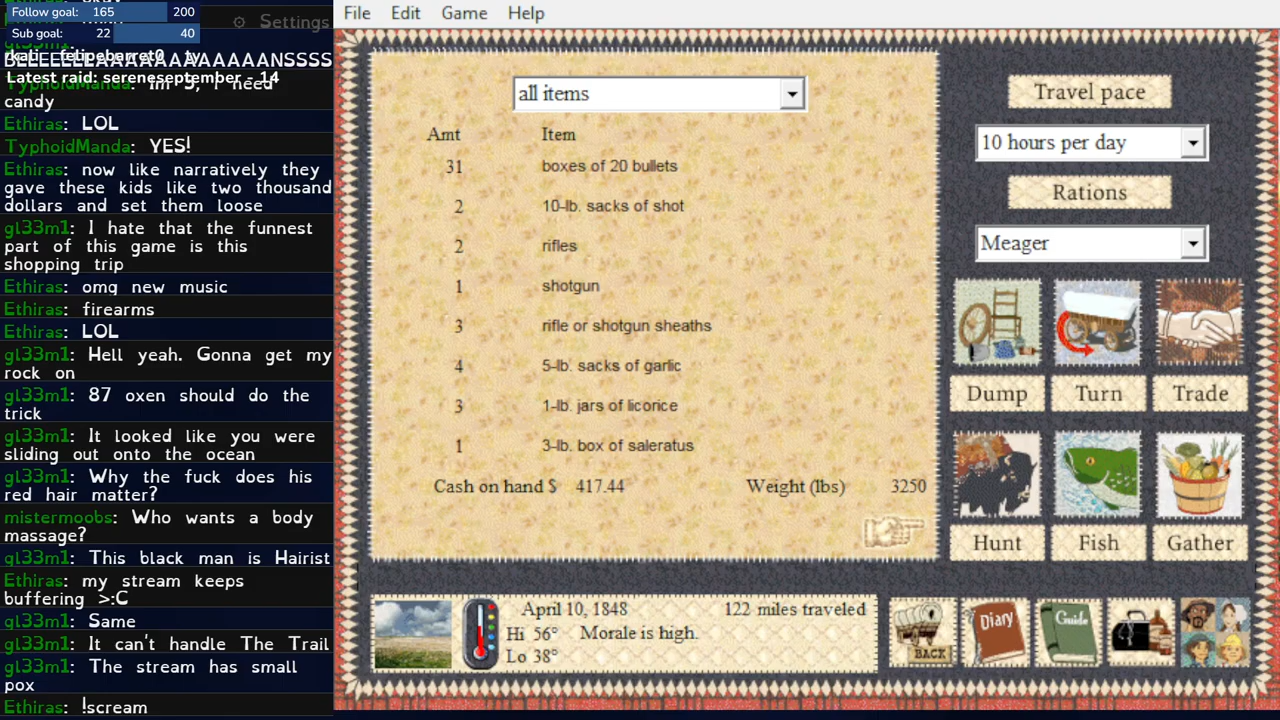 Follow goal: 165 200
Settings
Sub goal: 22 40
BEEEEEEEAAAAAAAAAAAAAANSSSS
Latest raid: sereneseptember - 14
TyphoidManda: im 5, i need
candy
Ethiras: LOL
TyphoidManda: YES!
Ethiras: now like narratively they
gave these kids like two thousand
dollars and set them loose
gl33m1: I hate that the funnest
part of this game is this
shopping trip
Ethiras: omg new music
Ethiras: firearms
Ethiras: LOL
gl33m1: Hell yeah. Gonna get my
rock on
gl33m1: 87 oxen should do the
trick
gl33m1: It looked like you were
sliding out onto the ocean
gl33m1: Why the fuck does his
red hair matter?
mistermoobs: Who wants a body
massage?
gl33m1: This black man is Hairist
Ethiras: my stream keeps
buffering >:C
gl33m1: Same
gl33m1: It can't handle The Trail
gl33m1: The stream has small
pox
Ethiras: !scream
File Edit Game Help
all items
Amt Item
31 boxes of 20 bullets
2 10-lb. sacks of shot
2 rifles
1 shotgun
3 rifle or shotgun sheaths
4 5-lb. sacks of garlic
3 1-lb. jars of licorice
1 3-lb. box of saleratus
Cash on hand $ 417.44 Weight (lbs) 3250
Travel pace
10 hours per day
Rations
Meager
Dump Turn Trade
Hunt Fish Gather
April 10, 1848 122 miles traveled
Hi 56° Morale is high.
Lo 38°
BACK
Diary
Guide